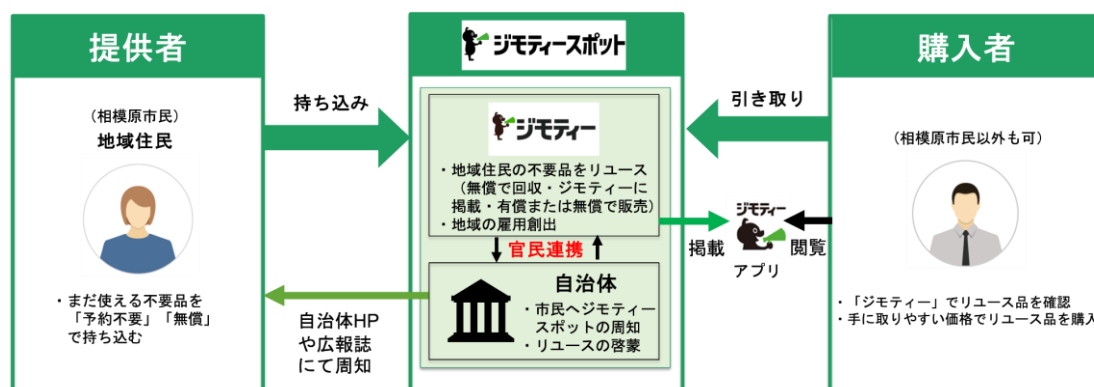 提供者
(相模原市民)
地域住民
・まだ使える不要品を
「予約不要」「無償」
で持ち込む
持ち込み
自治体HP
や広報誌
にて周知
ジモティースポット
ジモティー
・地域住民の不要品をリユース
(無償で回収・ジモティーに
掲載・有償または無償で販売)
・地域の雇用創出
官民連携
自治体
・市民へジモティー
スポットの周知
・リユースの啓蒙
引き取り
ジモティー
掲載
閲覧
アプリ
購入者
(相模原市民以外も可)
・「ジモティー」でリユース品を確認
・手に取りやすい価格でリユース品を購入